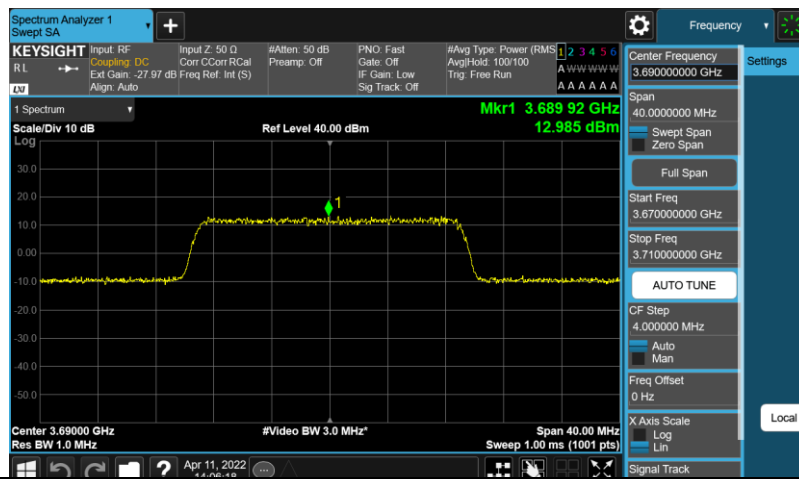 Spectrum Analyzer 1
Swept SA
Frequency
KEYSIGHT
RL
LXI
Input: RF
Coupling: DC
Ext Gain: -27.97 dB
Align: Auto
Input Z: 50 Ω
Corr CCorr RCal
Freq Ref: Int (S)
#Atten: 50 dB
Preamp: Off
PNO: Fast
Gate: Off
IF Gain: Low
Sig Track: Off
#Avg Type: Power (RMS
Avg|Hold: 100/100
Trig: Free Run
1 2 3 4 5 6
A W W W W W
A A A A A A
1 Spectrum
Scale/Div 10 dB
Log
Ref Level 40.00 dBm
Mkr1 3.689 92 GHz
12.985 dBm
30.0
20.0
10.0
0.00
-10.0
-20.0
-30.0
-40.0
-50.0
1
Center 3.69000 GHz
Res BW 1.0 MHz
#Video BW 3.0 MHz*
Span 40.00 MHz
Sweep 1.00 ms (1001 pts)
?
Apr 11, 2022
Center Frequency
3.690000000 GHz
Span
40.0000000 MHz
Swept Span
Zero Span
Full Span
Start Freq
3.670000000 GHz
Stop Freq
3.710000000 GHz
AUTO TUNE
CF Step
4.000000 MHz
Auto
Man
Freq Offset
0 Hz
X Axis Scale
Log
Lin
Signal Track
Settings
Local